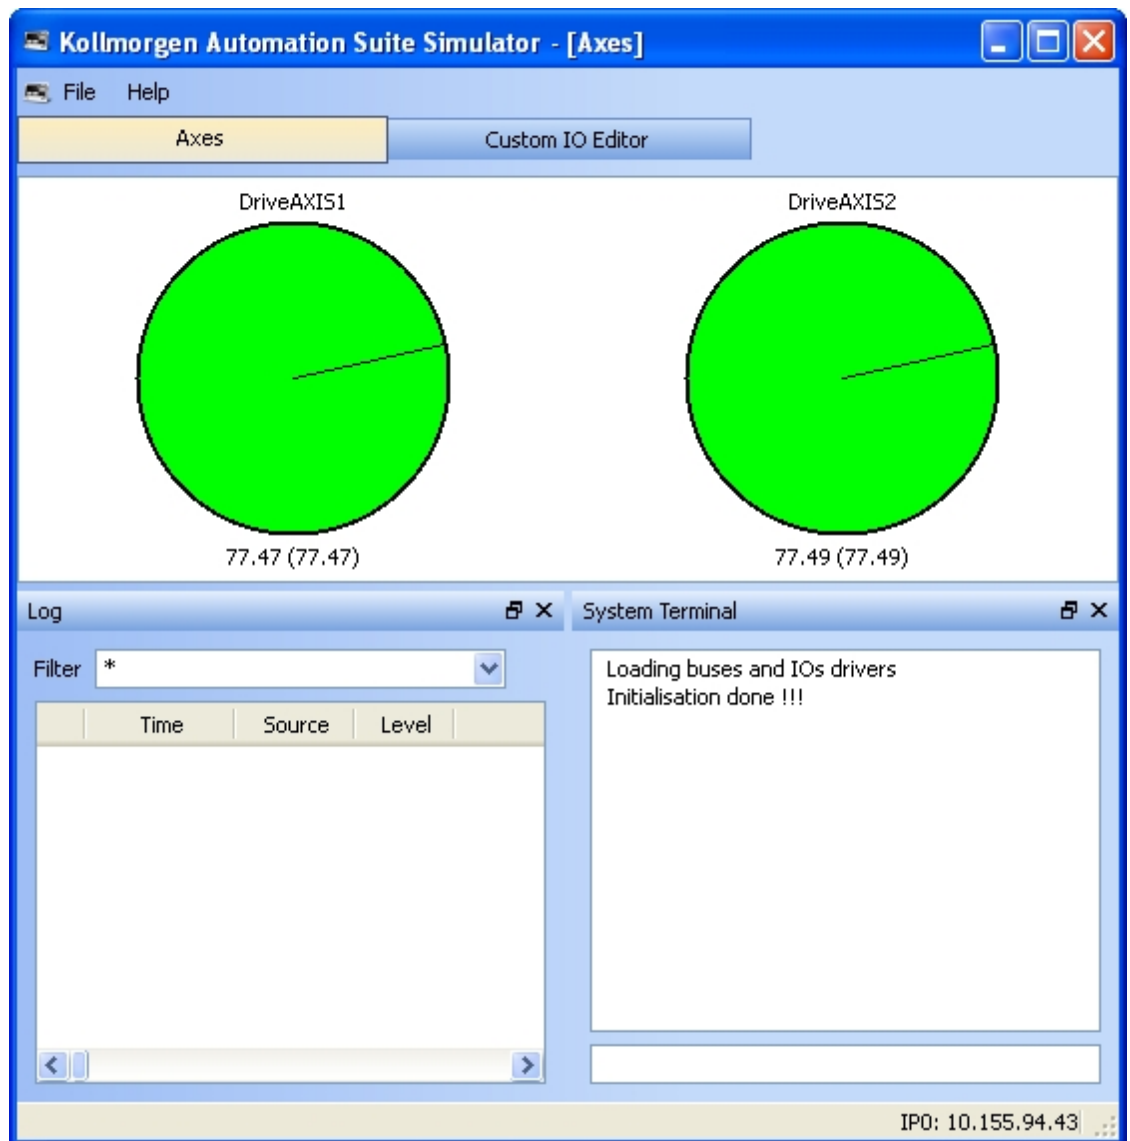 Kollmorgen Automation Suite Simulator - [Axes]
File Help
Axes Custom IO Editor
DriveAXIS1 DriveAXIS2
77.47 (77.47) 77.49 (77.49)
Log
Filter *
Time Source Level
System Terminal
Loading buses and IOs drivers
Initialisation done !!!
IP0: 10.155.94.43